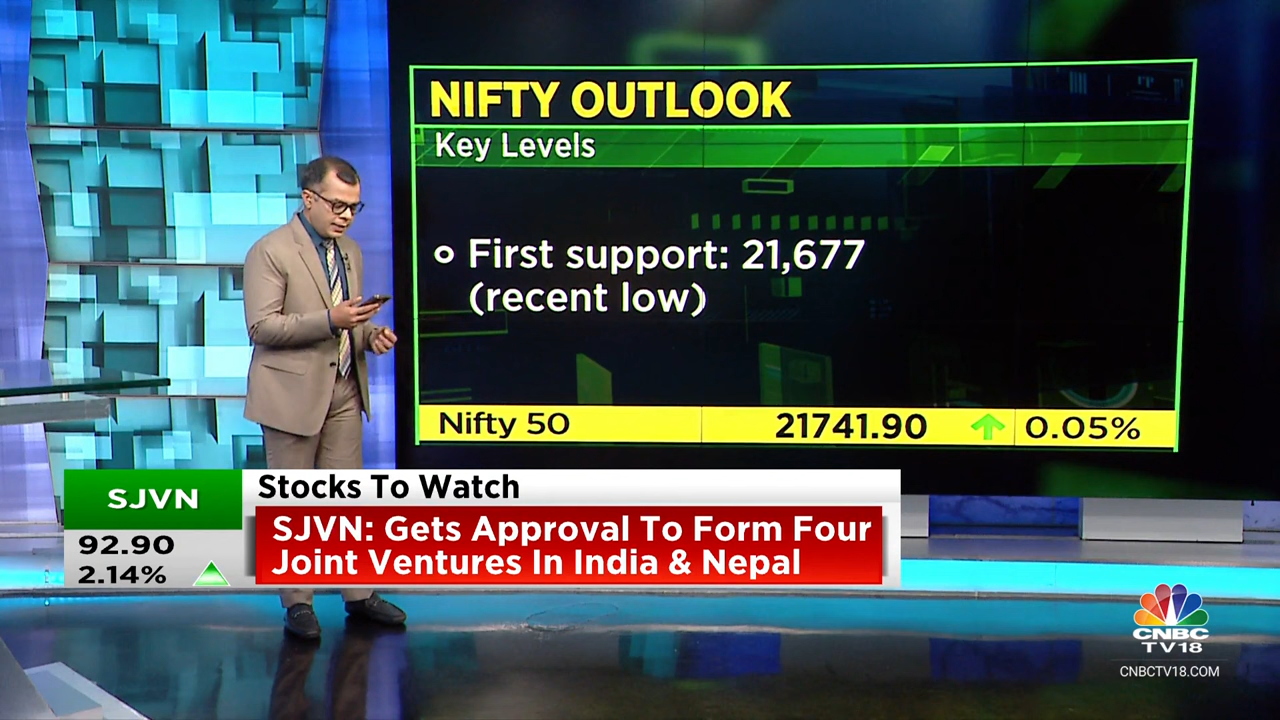 NIFTY OUTLOOK
Key Levels
First support: 21,677
(recent low)
Nifty 50 21741.90 0.05%
SJVN
92.90
2.14%
Stocks To Watch
SJVN: Gets Approval To Form Four
Joint Ventures In India & Nepal
CNBC
TV18
CNBCTV18.COM